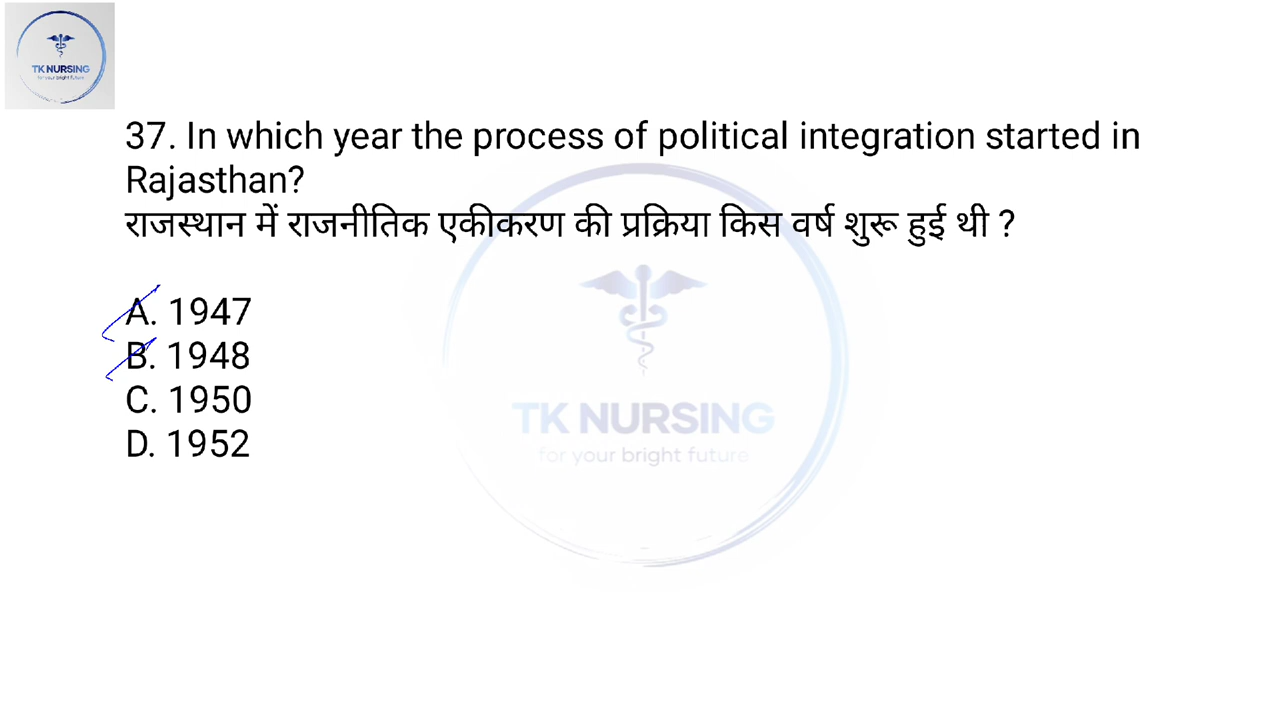 TK NURSING
for your bright future
37. In which year the process of political integration started in
Rajasthan?
राजस्थान में राजनीतिक एकीकरण की प्रक्रिया किस वर्ष शुरू हुई थी ?
A. 1947
B. 1948
C. 1950
D. 1952
TK NURSING
for your bright future